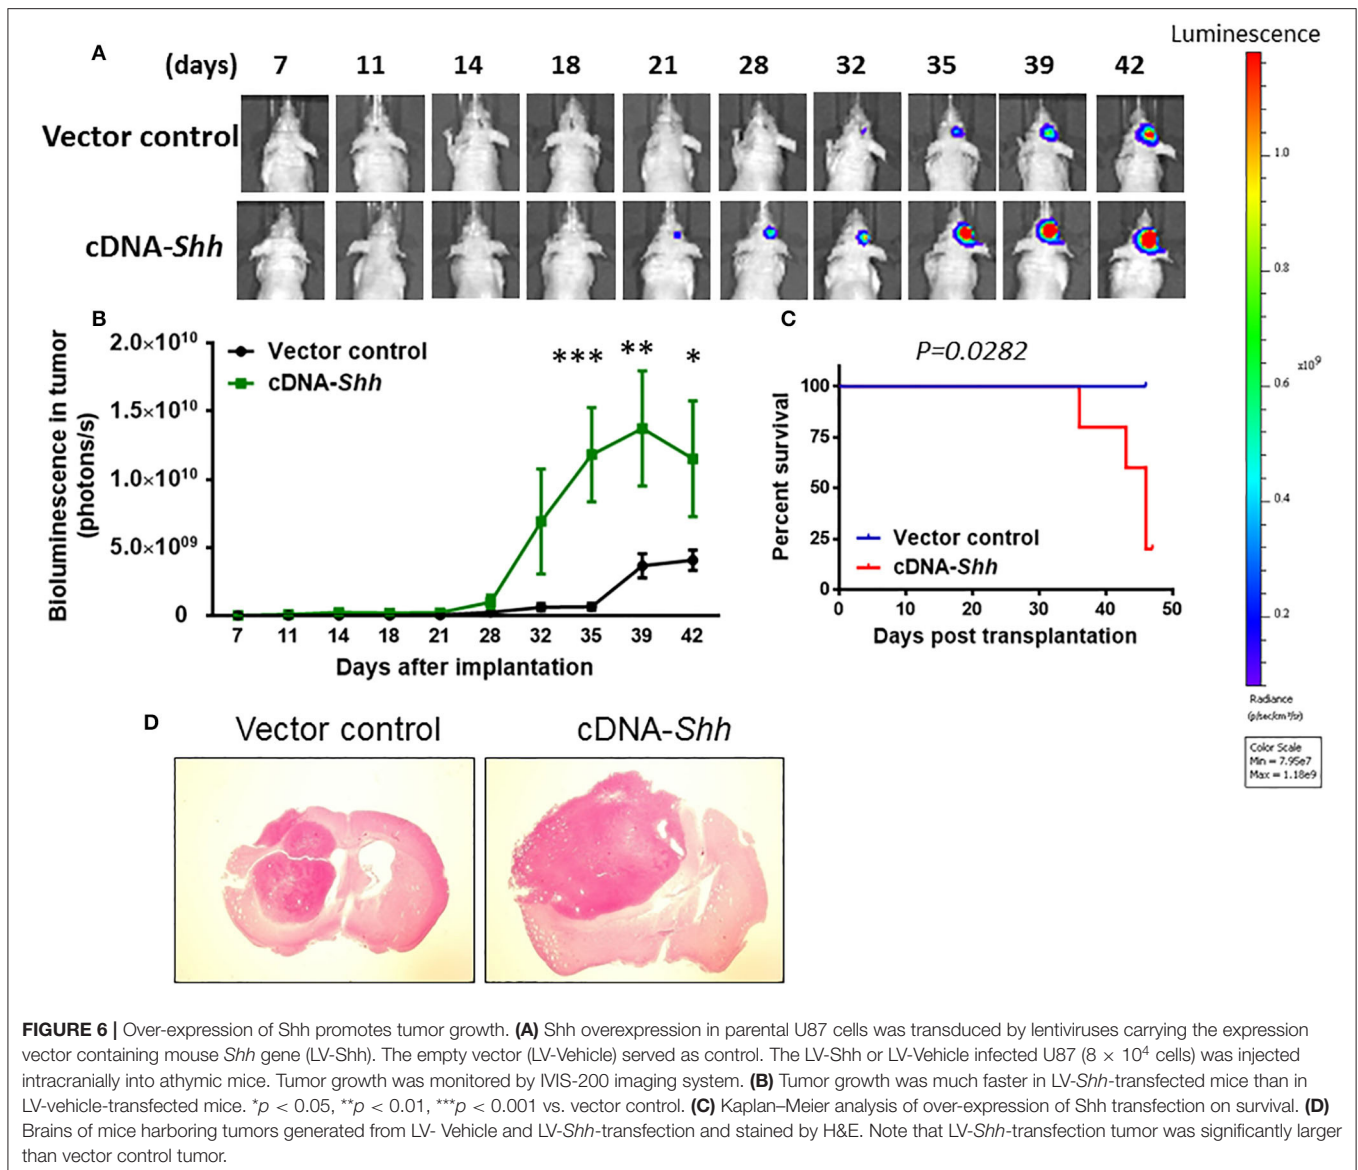 A
(days) 7 11 14 18 21 28 32 35 39 42
Vector control
cDNA-Shh
Luminescence
1.0
0.8
x10⁹
0.6
0.4
0.2
Radiance
(p/sec/cm²/sr)
Color Scale
Min = 7.95e7
Max = 1.18e9
B
Bioluminescence in tumor
(photons/s)
2.0×10¹⁰
1.5×10¹⁰
1.0×10¹⁰
5.0×10⁰⁹
0
Vector control
cDNA-Shh
*** ** *
7 11 14 18 21 28 32 35 39 42
Days after implantation
C
P=0.0282
Percent survival
100
75
50
25
0
Vector control
cDNA-Shh
0 10 20 30 40 50
Days post transplantation
D
Vector control cDNA-Shh
FIGURE 6 | Over-expression of Shh promotes tumor growth. (A) Shh overexpression in parental U87 cells was transduced by lentiviruses carrying the expression
vector containing mouse Shh gene (LV-Shh). The empty vector (LV-Vehicle) served as control. The LV-Shh or LV-Vehicle infected U87 (8 × 10⁴ cells) was injected
intracranially into athymic mice. Tumor growth was monitored by IVIS-200 imaging system. (B) Tumor growth was much faster in LV-Shh-transfected mice than in
LV-vehicle-transfected mice. *p < 0.05, **p < 0.01, ***p < 0.001 vs. vector control. (C) Kaplan–Meier analysis of over-expression of Shh transfection on survival. (D)
Brains of mice harboring tumors generated from LV- Vehicle and LV-Shh-transfection and stained by H&E. Note that LV-Shh-transfection tumor was significantly larger
than vector control tumor.